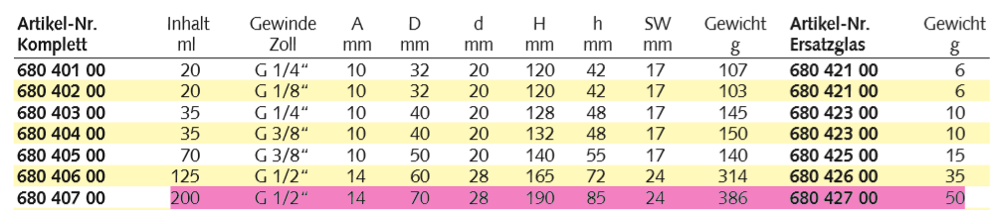 Artikel-Nr. Inhalt Gewinde A D d H h SW Gewicht Artikel-Nr. Gewicht
Komplett ml Zoll mm mm mm mm mm mm g Ersatzglas g
680 401 00 20 G 1/4“ 10 32 20 120 42 17 107 680 421 00 6
680 402 00 20 G 1/8“ 10 32 20 120 42 17 103 680 421 00 6
680 403 00 35 G 1/4“ 10 40 20 128 48 17 145 680 423 00 10
680 404 00 35 G 3/8“ 10 40 20 132 48 17 150 680 423 00 10
680 405 00 70 G 3/8“ 10 50 20 140 55 17 140 680 425 00 15
680 406 00 125 G 1/2“ 14 60 28 165 72 24 314 680 426 00 35
680 407 00 200 G 1/2“ 14 70 28 190 85 24 386 680 427 00 50